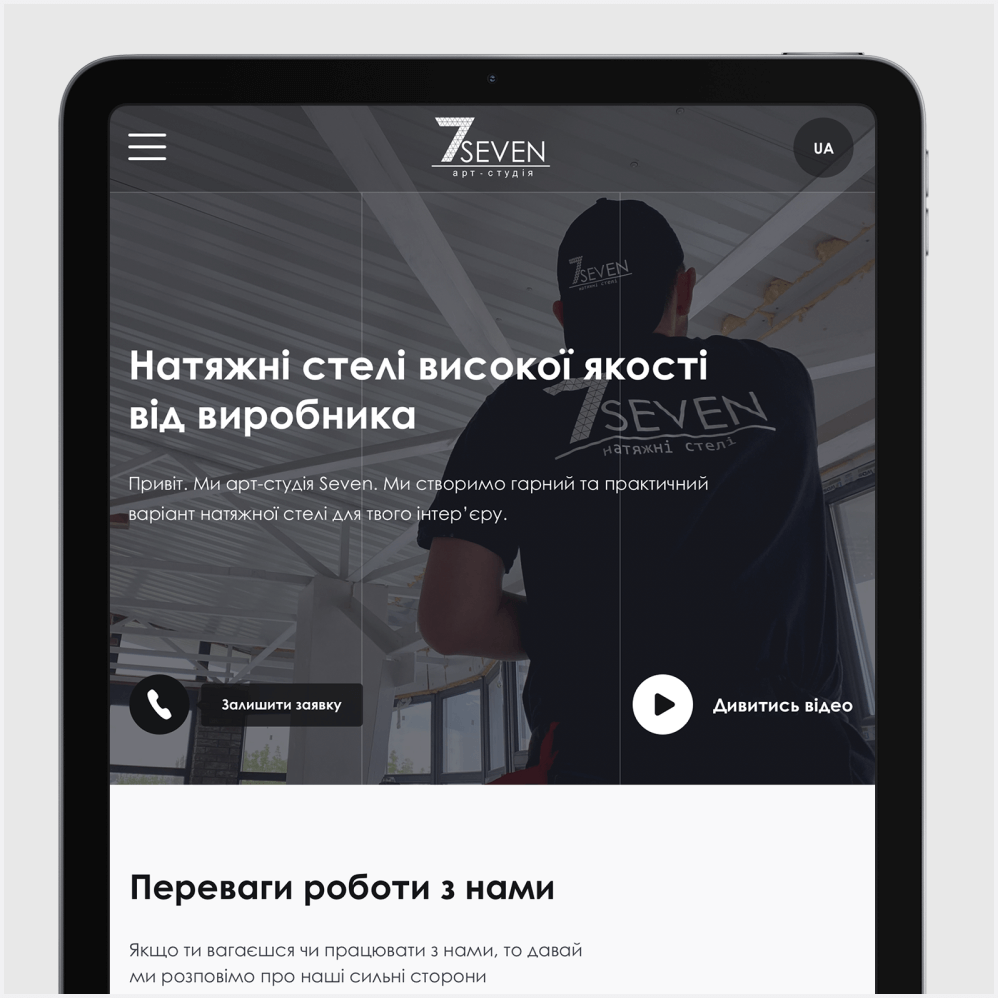 7SEVEN
арт-студія
UA
7SEVEN
натяжні стелі
Натяжні стелі високої якості
від виробника
7SEVEN
натяжні стелі
Привіт. Ми арт-студія Seven. Ми створимо гарний та практичний
варіант натяжної стелі для твого інтер’єру.
Залишити заявку
Дивитись відео
Переваги роботи з нами
Якщо ти вагаєшся чи працювати з нами, то давай
ми розповімо про наші сильні сторони